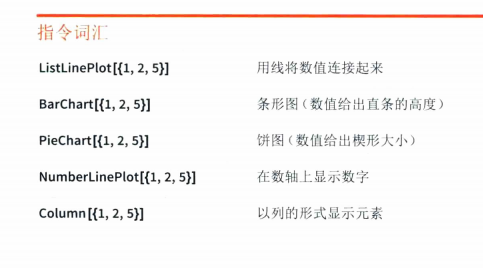 指令词汇
ListLinePlot[{1, 2, 5}] 用线将数值连接起来
BarChart[{1, 2, 5}] 条形图（数值给出直条的高度）
PieChart[{1, 2, 5}] 饼图（数值给出楔形大小）
NumberLinePlot[{1, 2, 5}] 在数轴上显示数字
Column[{1, 2, 5}] 以列的形式显示元素